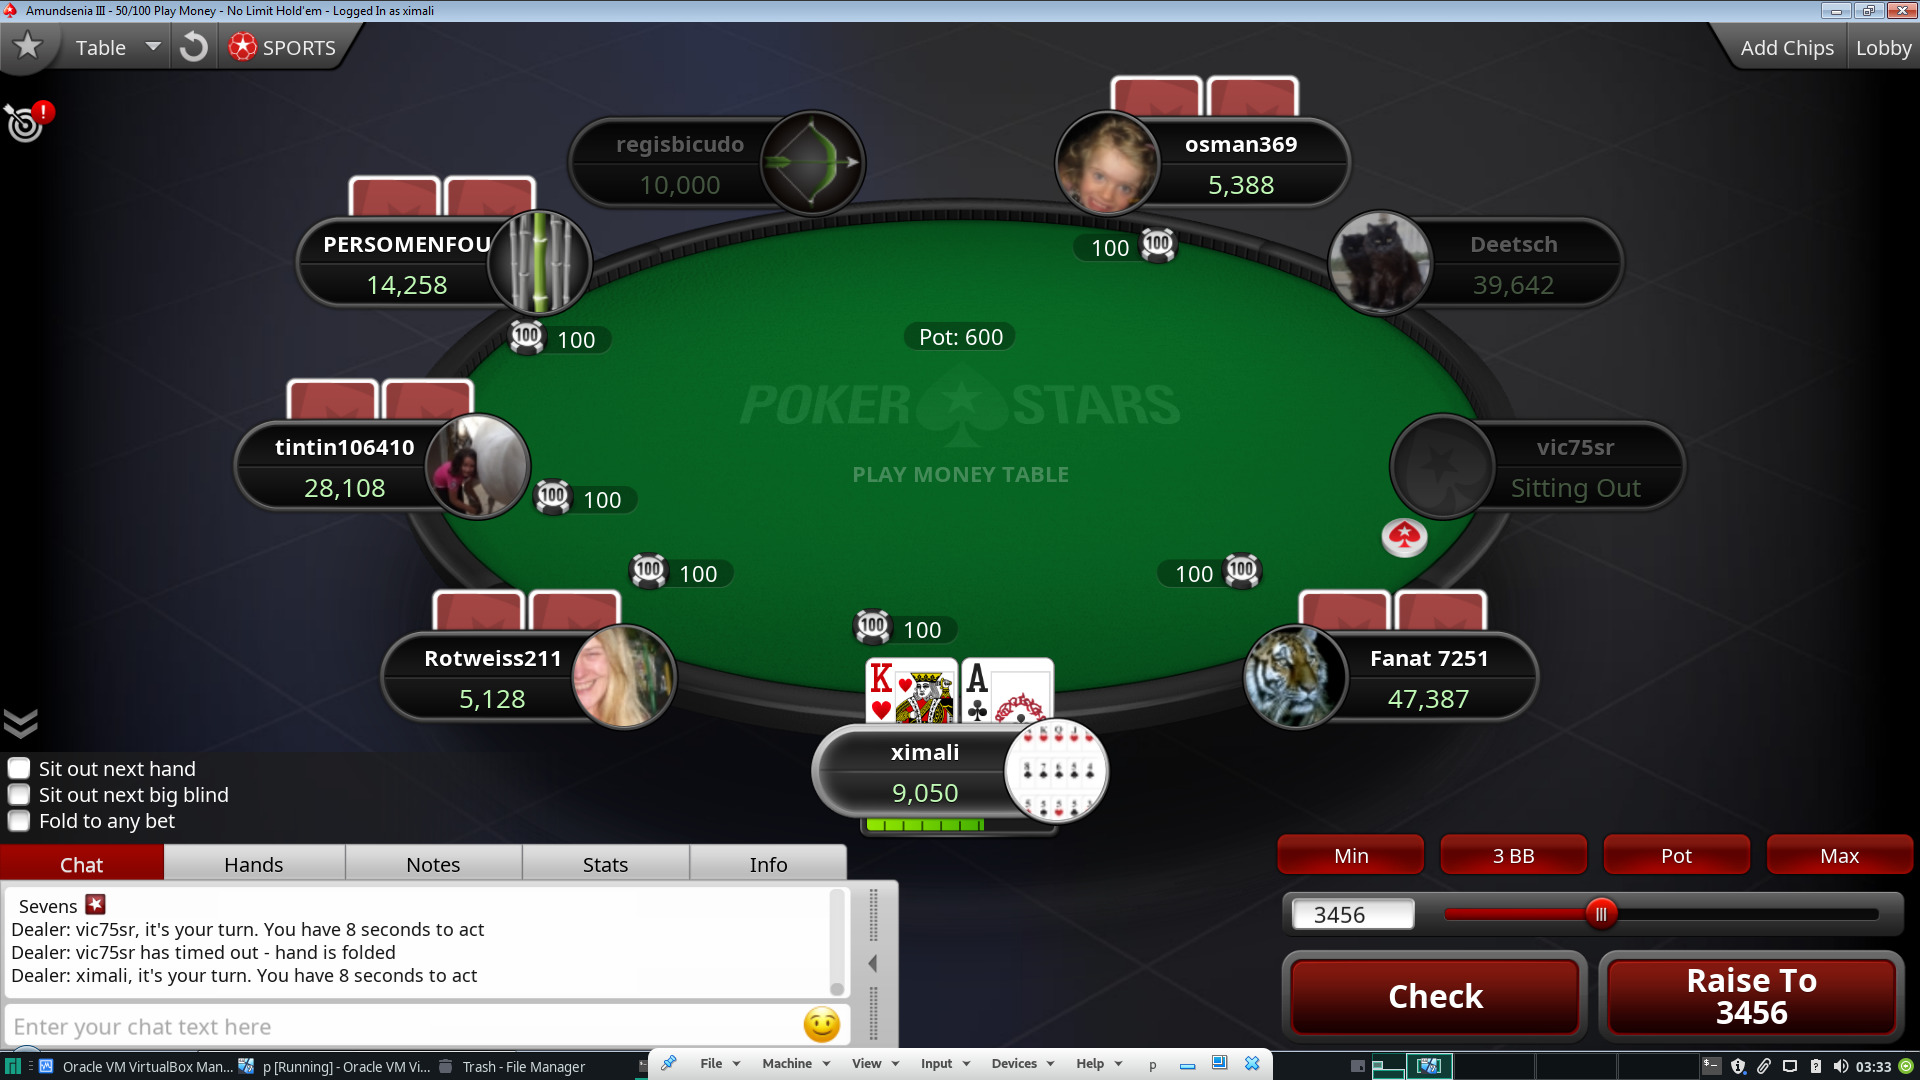 Amundsenia III - 50/100 Play Money - No Limit Hold'em - Logged In as ximali
Table
SPORTS
Add Chips
Lobby
regisbicudo
10,000
osman369
5,388
PERSOMENFOU
14,258
Deetsch
39,642
100 100
100 100
Pot: 600
POKER STARS
PLAY MONEY TABLE
tintin106410
28,108
vic75sr
Sitting Out
100 100
100 100
100 100
100 100
Rotweiss211
5,128
K A
Fanat 7251
47,387
ximali
9,050
Sit out next hand
Sit out next big blind
Fold to any bet
Min
3 BB
Pot
Max
Chat
Hands
Notes
Stats
Info
Sevens
Dealer: vic75sr, it's your turn. You have 8 seconds to act
Dealer: vic75sr has timed out - hand is folded
Dealer: ximali, it's your turn. You have 8 seconds to act
3456
Check
Raise To
3456
Enter your chat text here
Oracle VM VirtualBox Man...
p [Running] - Oracle VM Vi...
Trash - File Manager
File
Machine
View
Input
Devices
Help
p
03:33